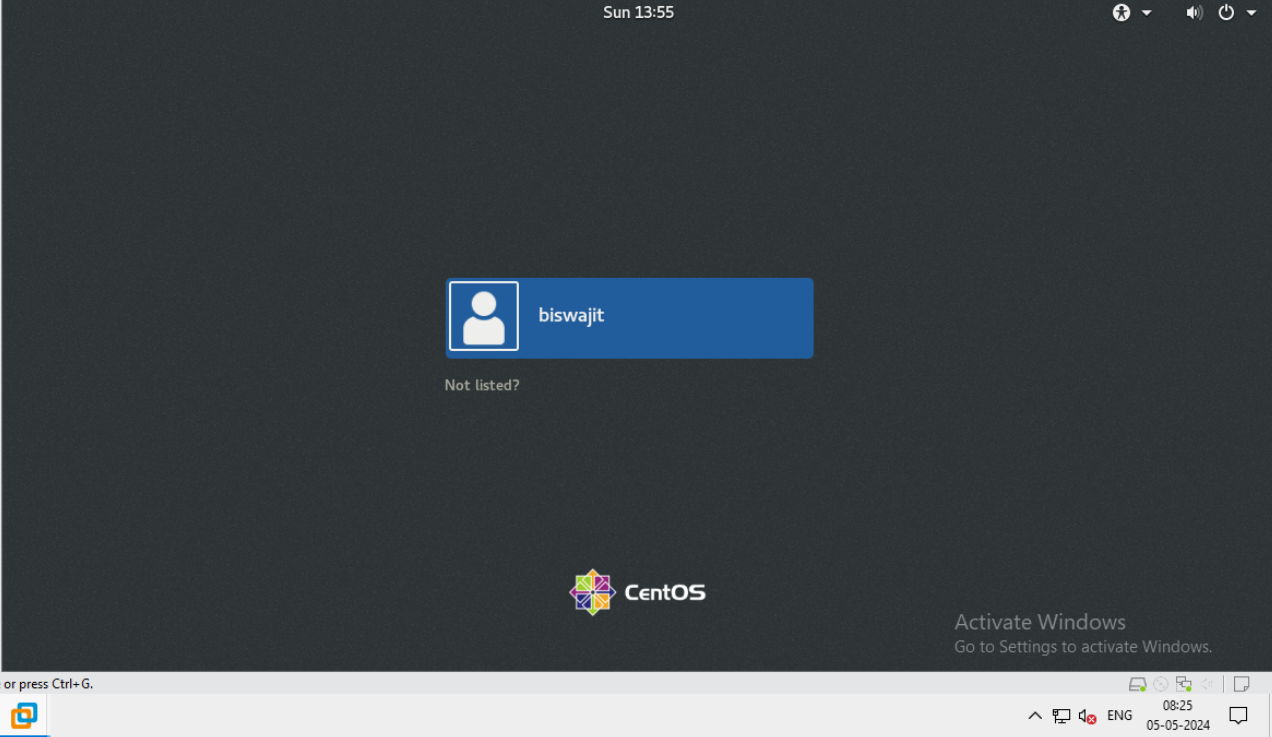 Sun 13:55
biswajit
Not listed?
CentOS
Activate Windows
Go to Settings to activate Windows.
or press Ctrl+G.
ENG
08:25
05-05-2024